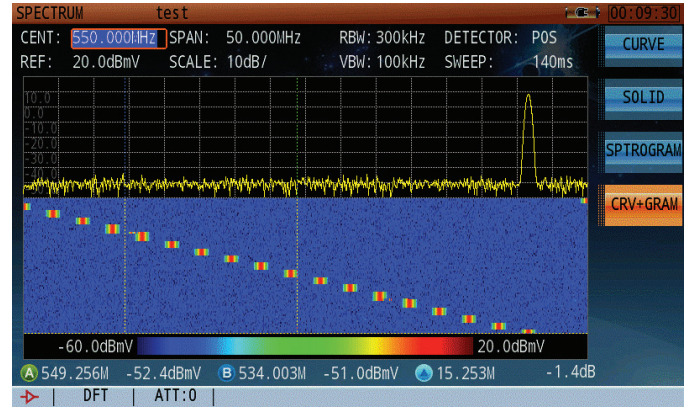 SPECTRUM test 00:09:30
CENT: 550.000MHz SPAN: 50.000MHz RBW: 300kHz DETECTOR: POS
REF: 20.0dBmV SCALE: 10dB/ VBW: 100kHz SWEEP: 140ms
CURVE
SOLID
SPTROGRAM
CRV+GRAM
10.0
0.0
-10.0
-20.0
-30.0
-60.0dBmV 20.0dBmV
A 549.256M -52.4dBmV B 534.003M -51.0dBmV 15.253M -1.4dB
DFT ATT:0